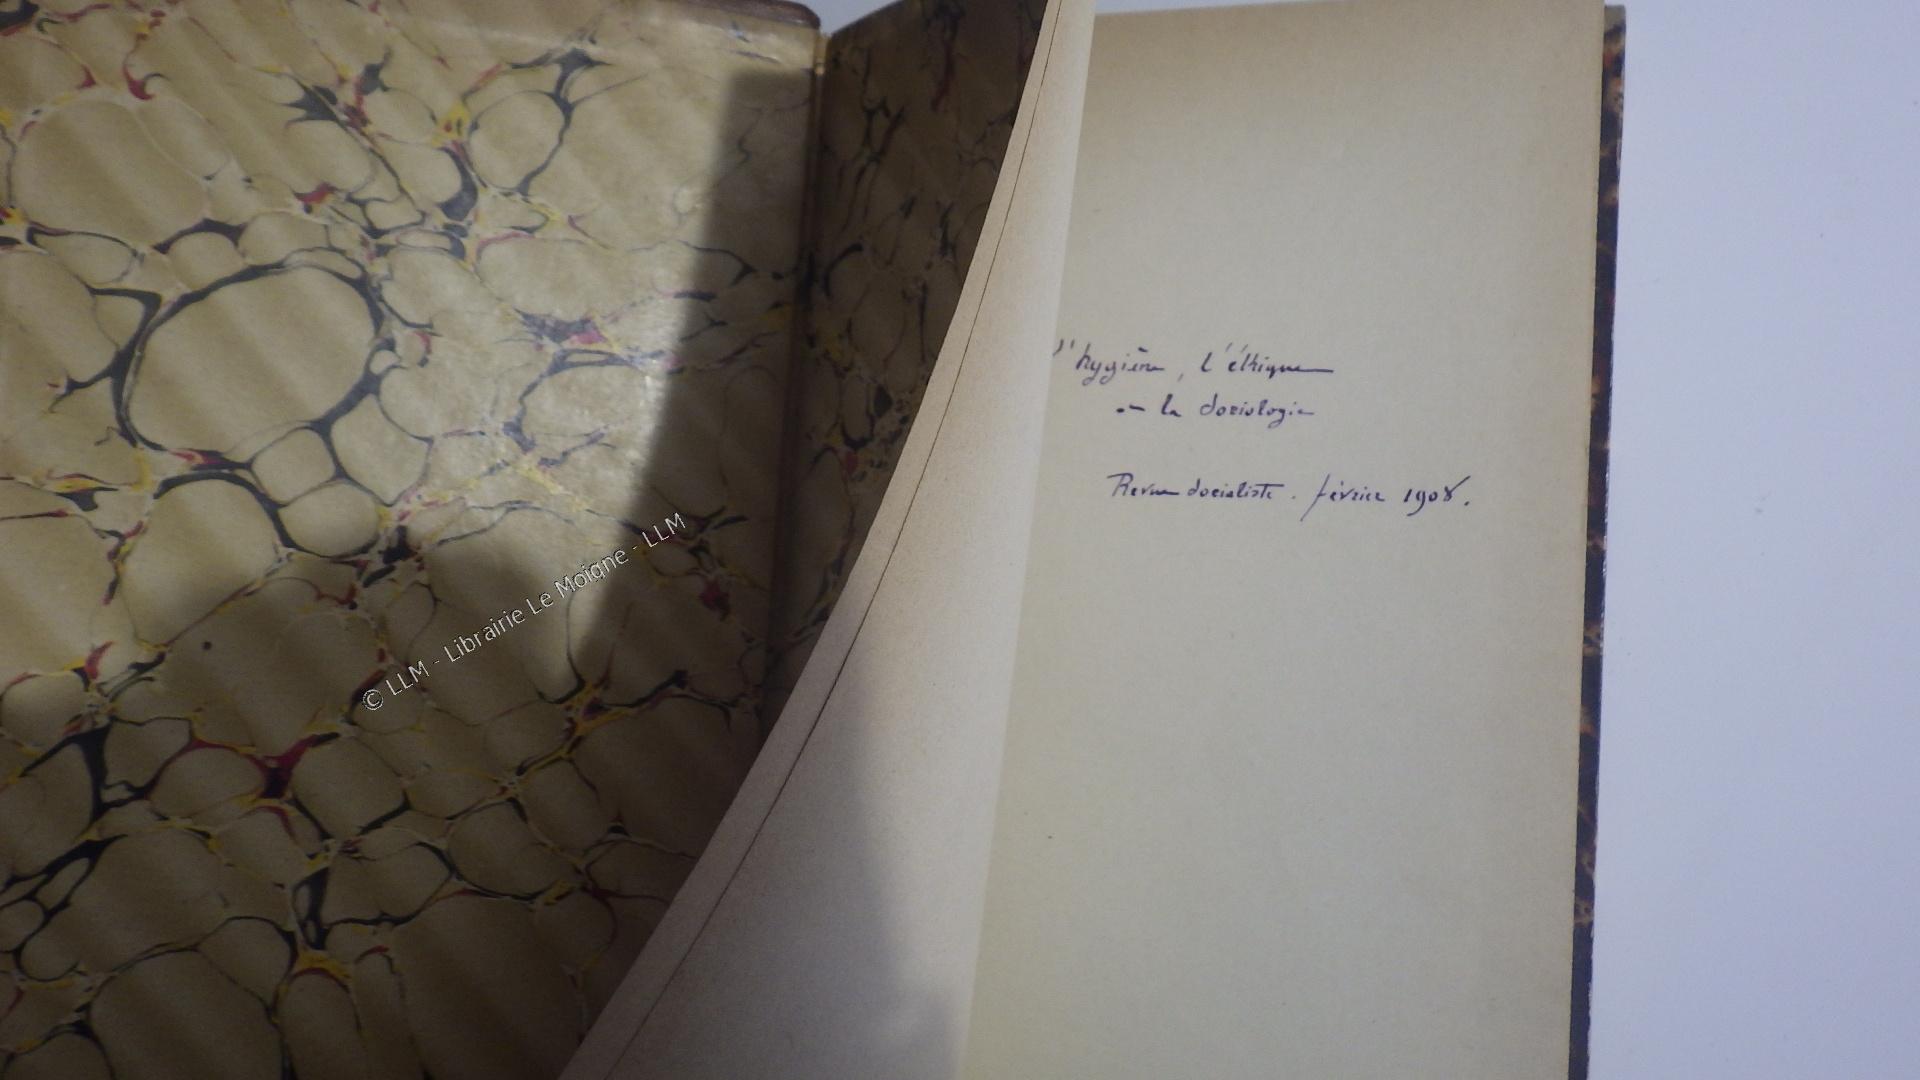 l'hygiène, l'éthique
et la sociologie
Revue socialiste. février 1908.
© LLM - Librairie Le Moigne - LLM